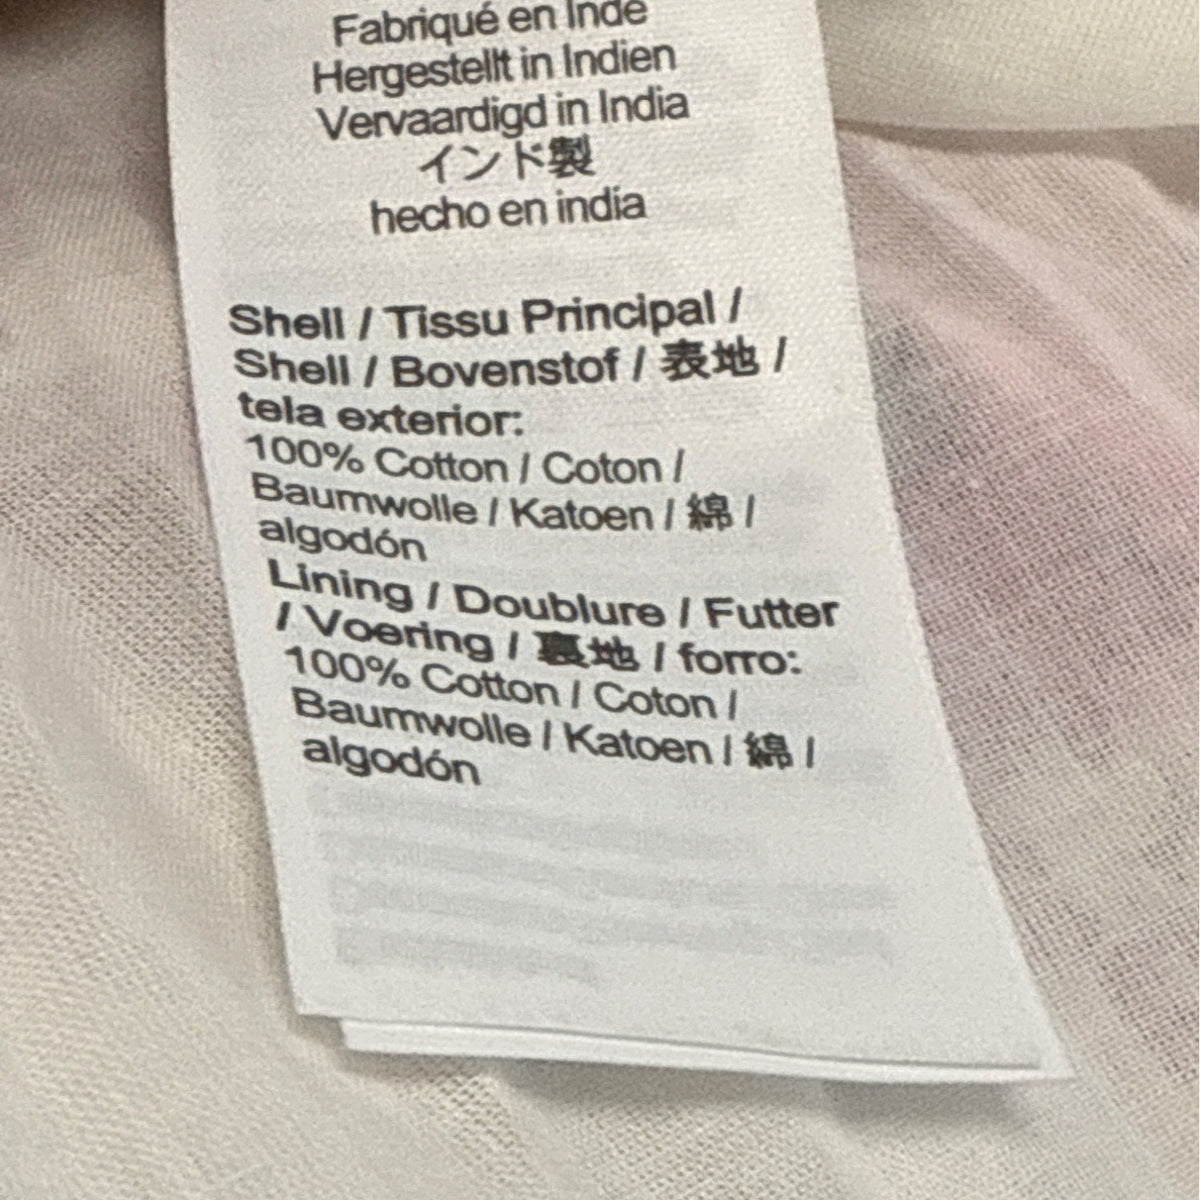 Fabriqué en Inde
Hergestellt in Indien
Vervaardigd in India
インド製
hecho en india
Shell / Tissu Principal /
Shell / Bovenstof / 表地 /
tela exterior:
100% Cotton / Coton /
Baumwolle / Katoen / 綿 /
algodón
Lining / Doublure / Futter
/ Voering / 裏地 / forro:
100% Cotton / Coton /
Baumwolle / Katoen / 綿 /
algodón